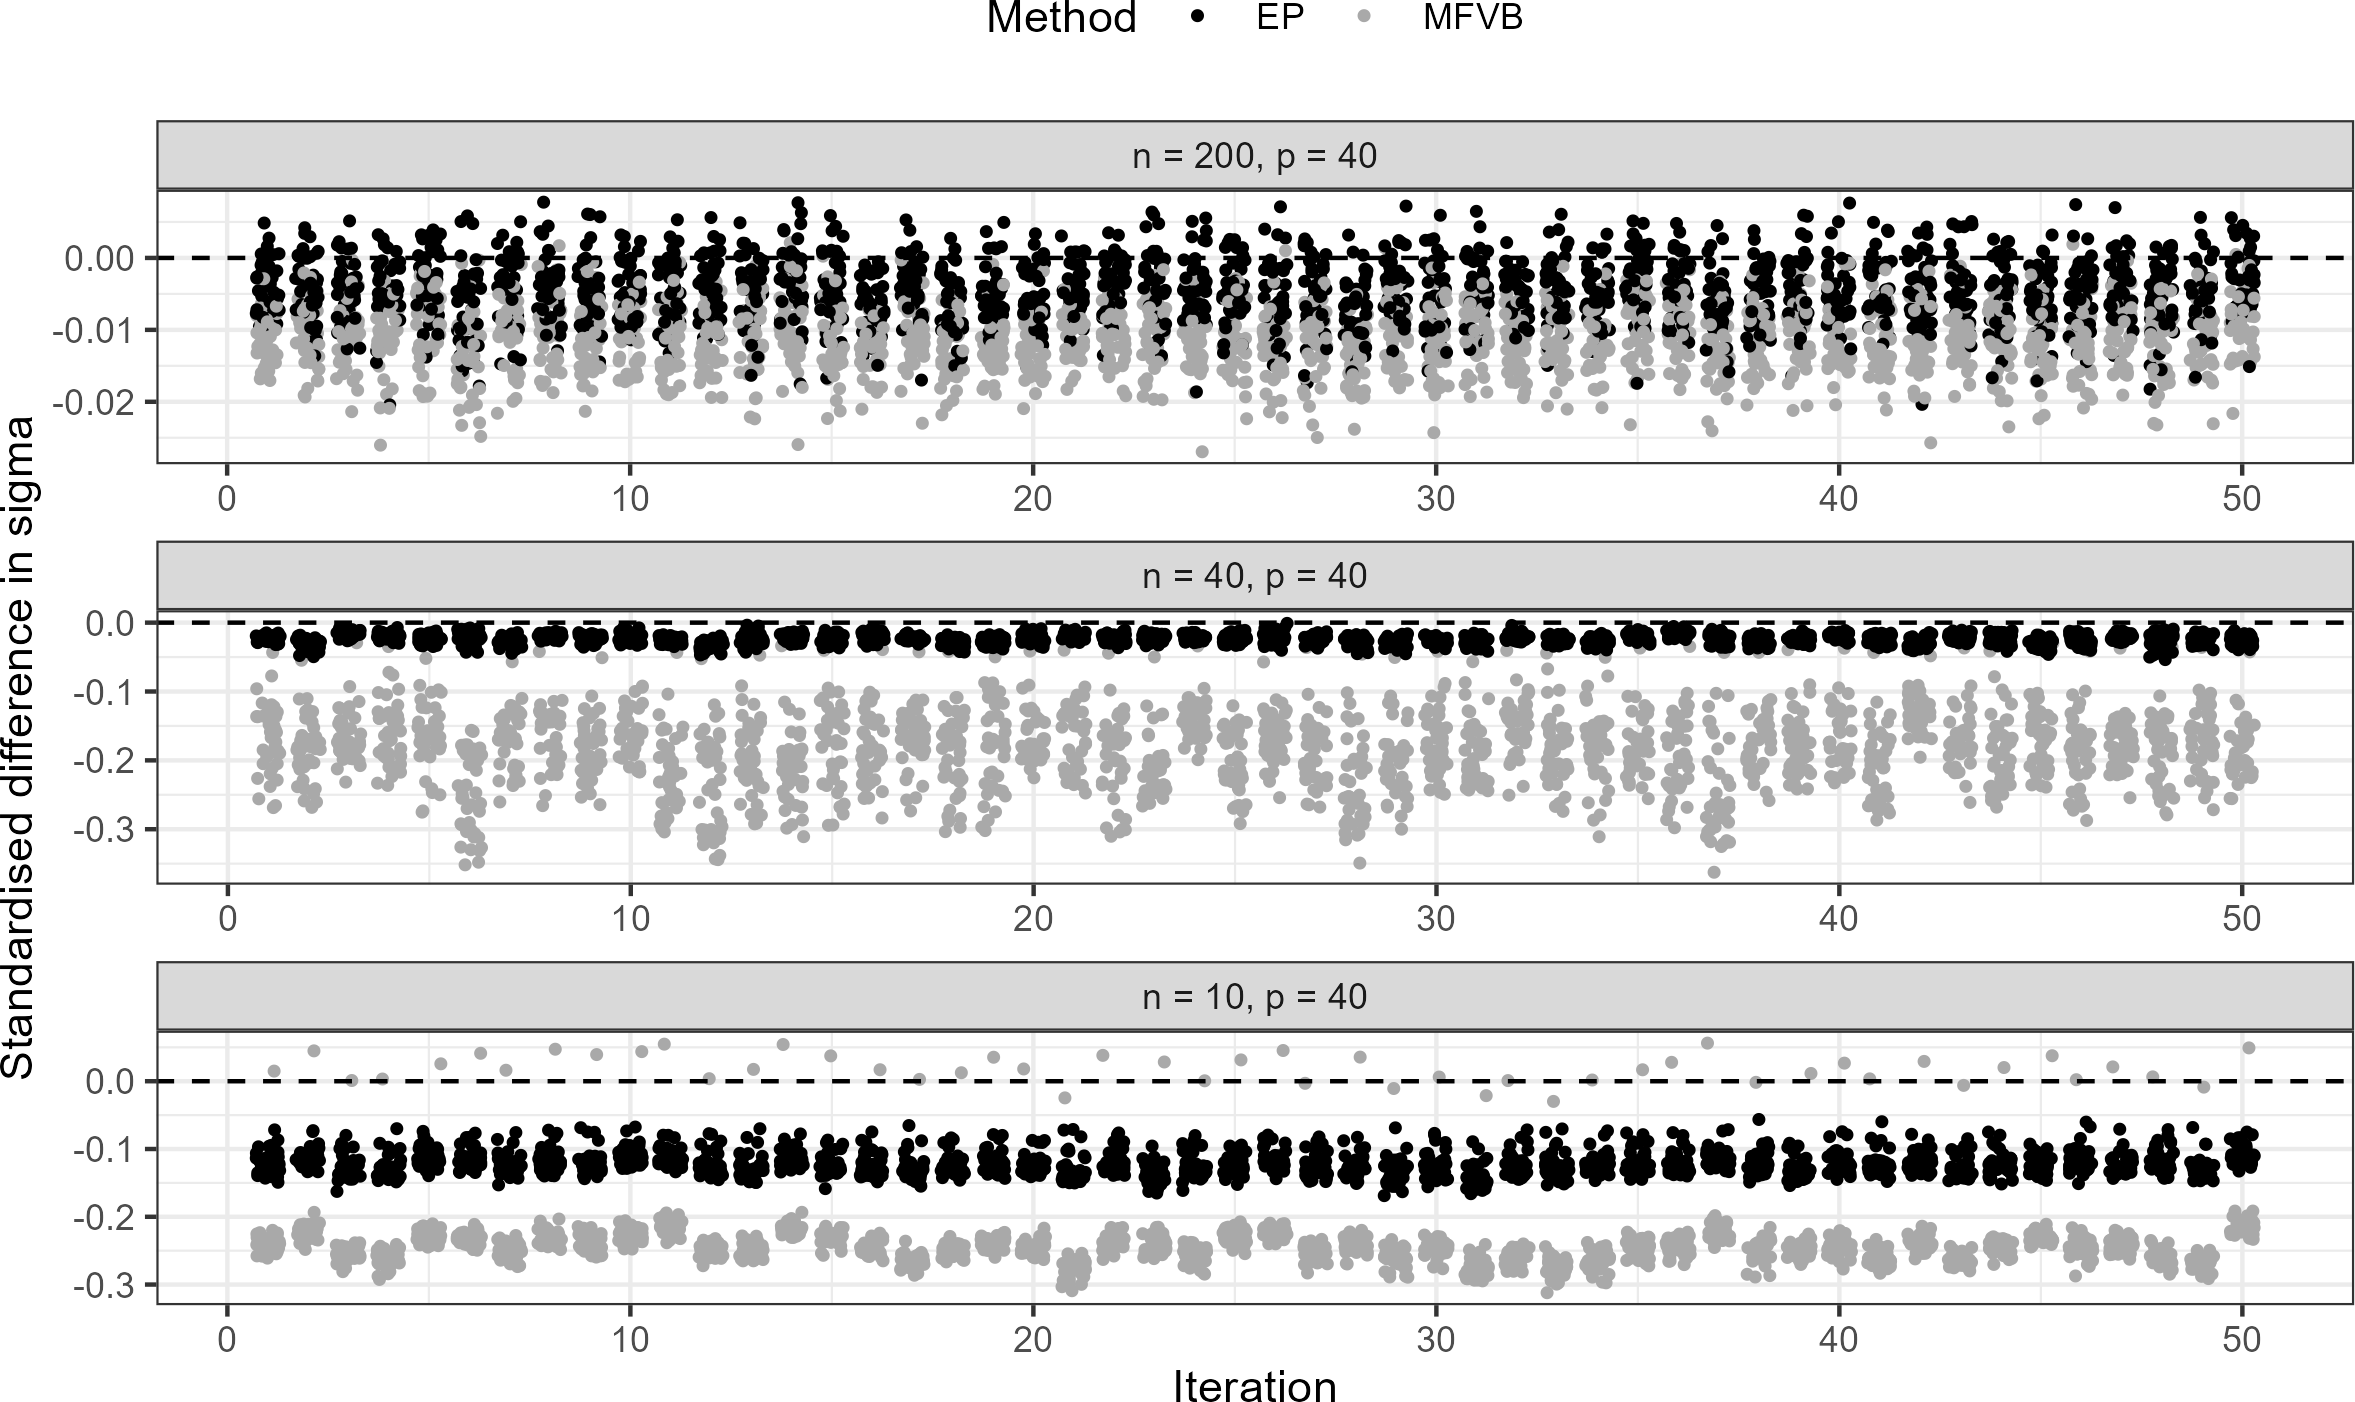 Method EP MFVB
n = 200, p = 40
0.00
-0.01
-0.02
0 10 20 30 40 50
Standardised difference in sigma
n = 40, p = 40
0.0
-0.1
-0.2
-0.3
0 10 20 30 40 50
n = 10, p = 40
0.0
-0.1
-0.2
-0.3
0 10 20 30 40 50
Iteration